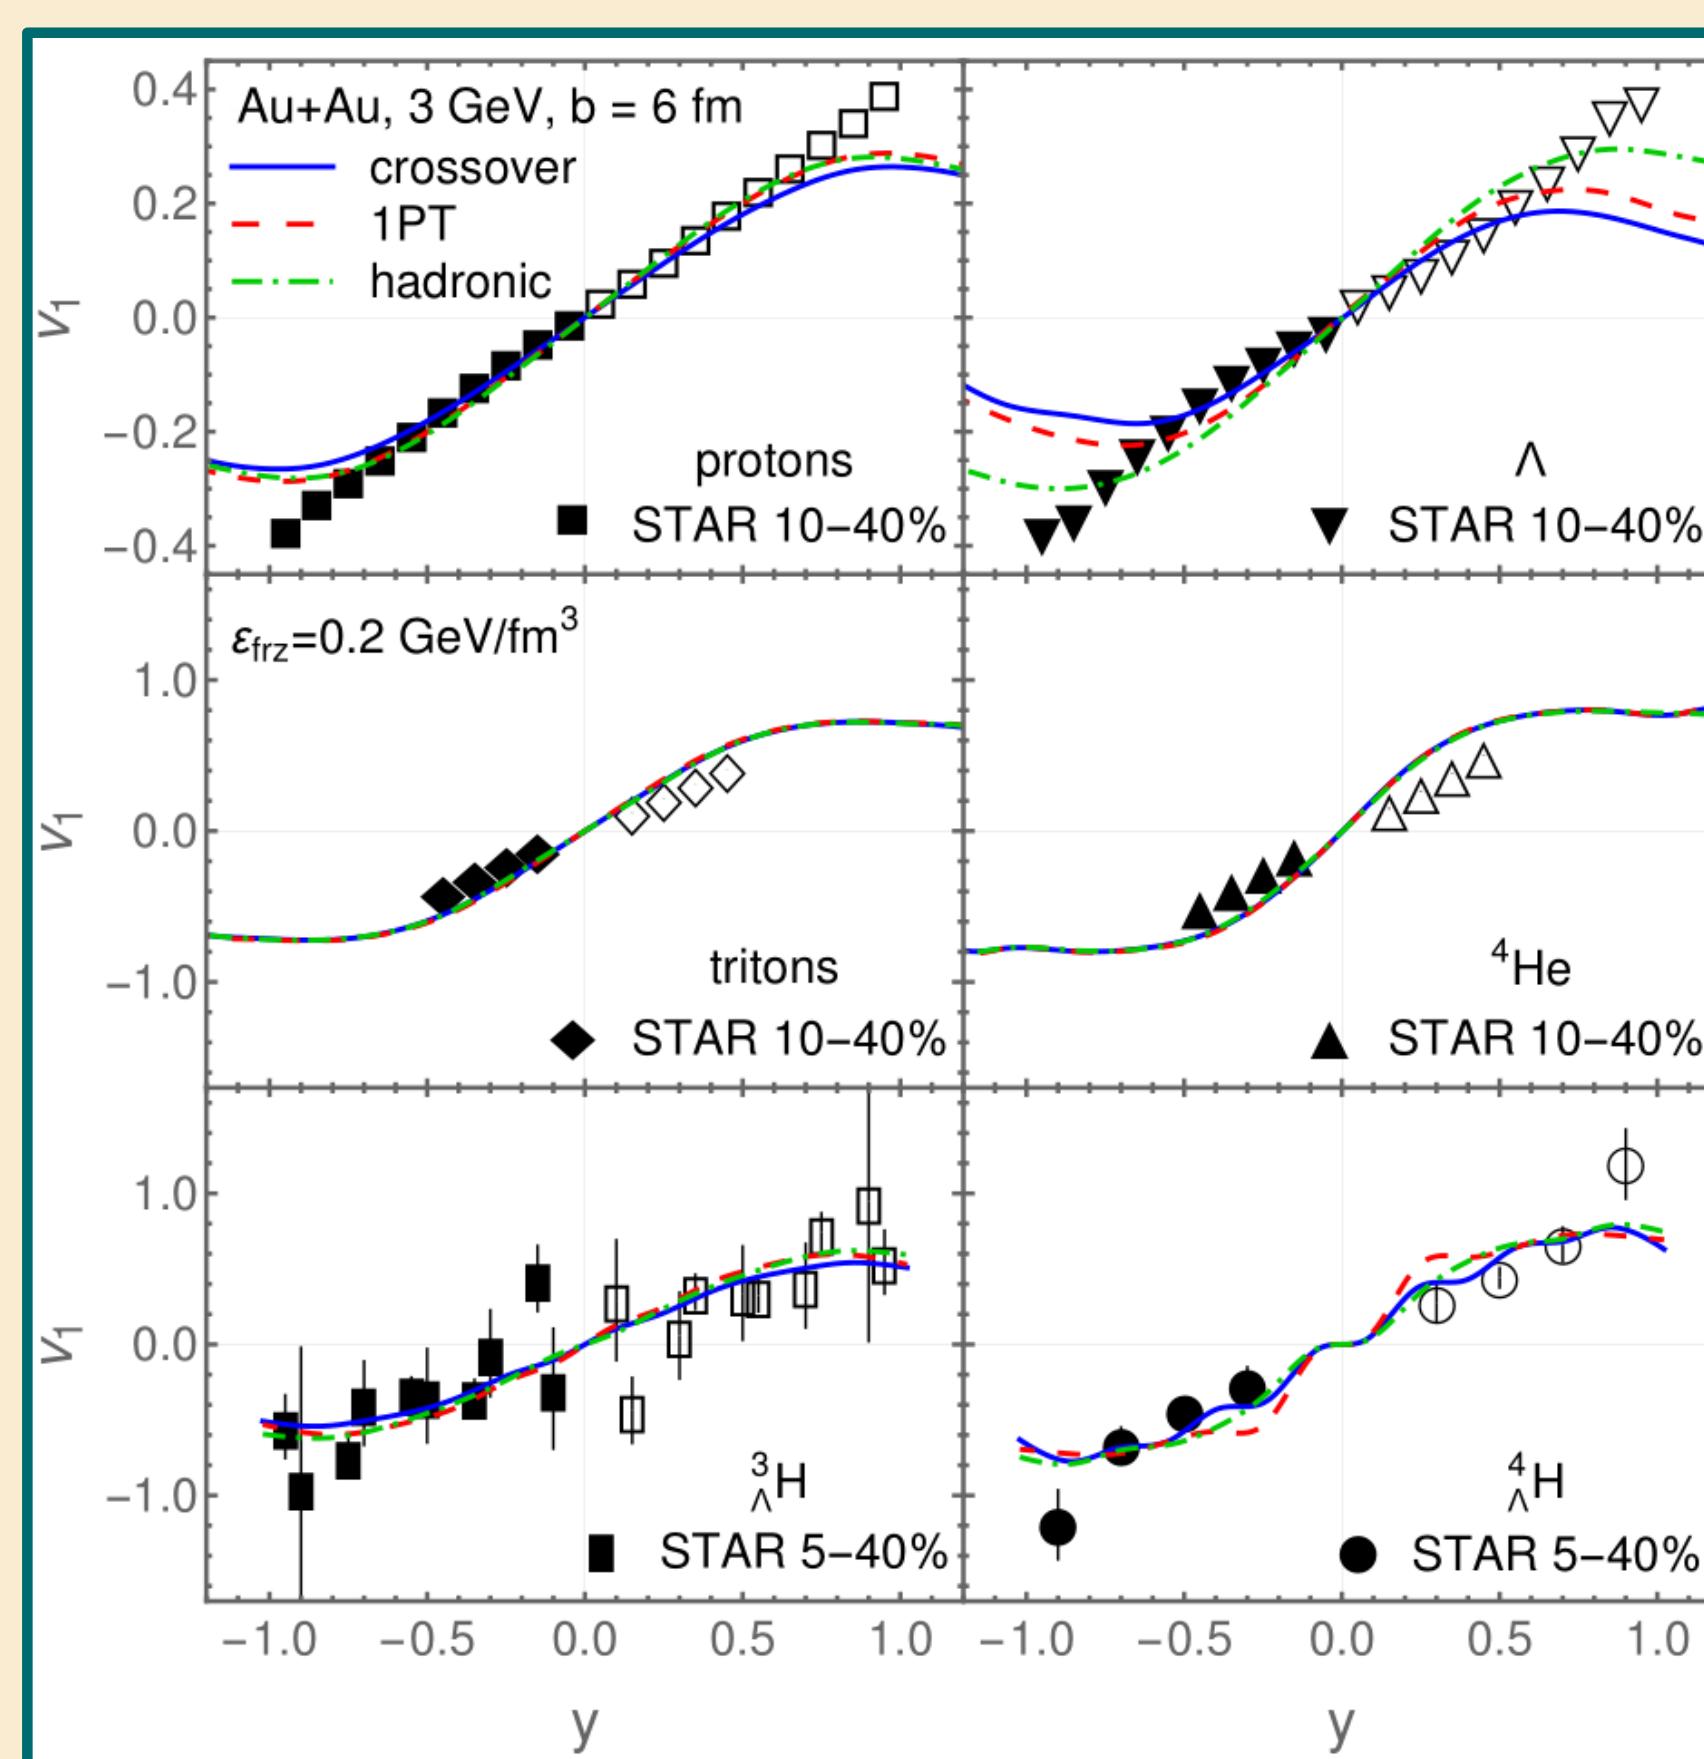 Au+Au, 3 GeV, b = 6 fm
crossover
1PT
hadronic
v₁
0.4
0.2
0.0
−0.2
−0.4
protons
STAR 10−40%
Λ
STAR 10−40%
εfrz=0.2 GeV/fm³
v₁
1.0
0.0
−1.0
tritons
STAR 10−40%
⁴He
STAR 10−40%
v₁
1.0
0.0
−1.0
³ΛH
STAR 5−40%
⁴ΛH
STAR 5−40%
−1.0 −0.5 0.0 0.5 1.0 −1.0 −0.5 0.0 0.5 1.0
y y